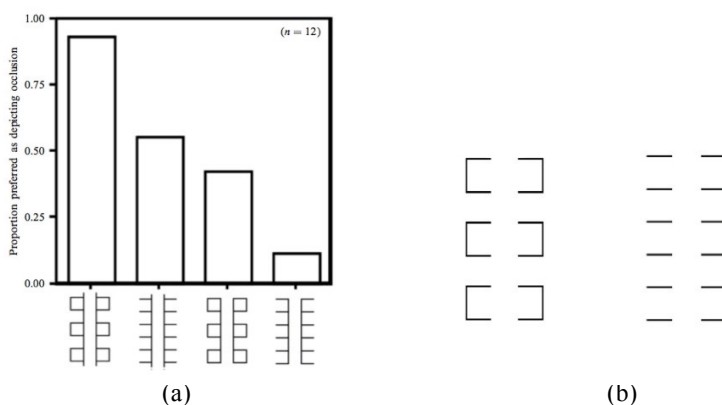 1.00
(n = 12)
0.75
0.50
0.25
0.00
Proportion preferred as depicting occlusion
(a)
(b)